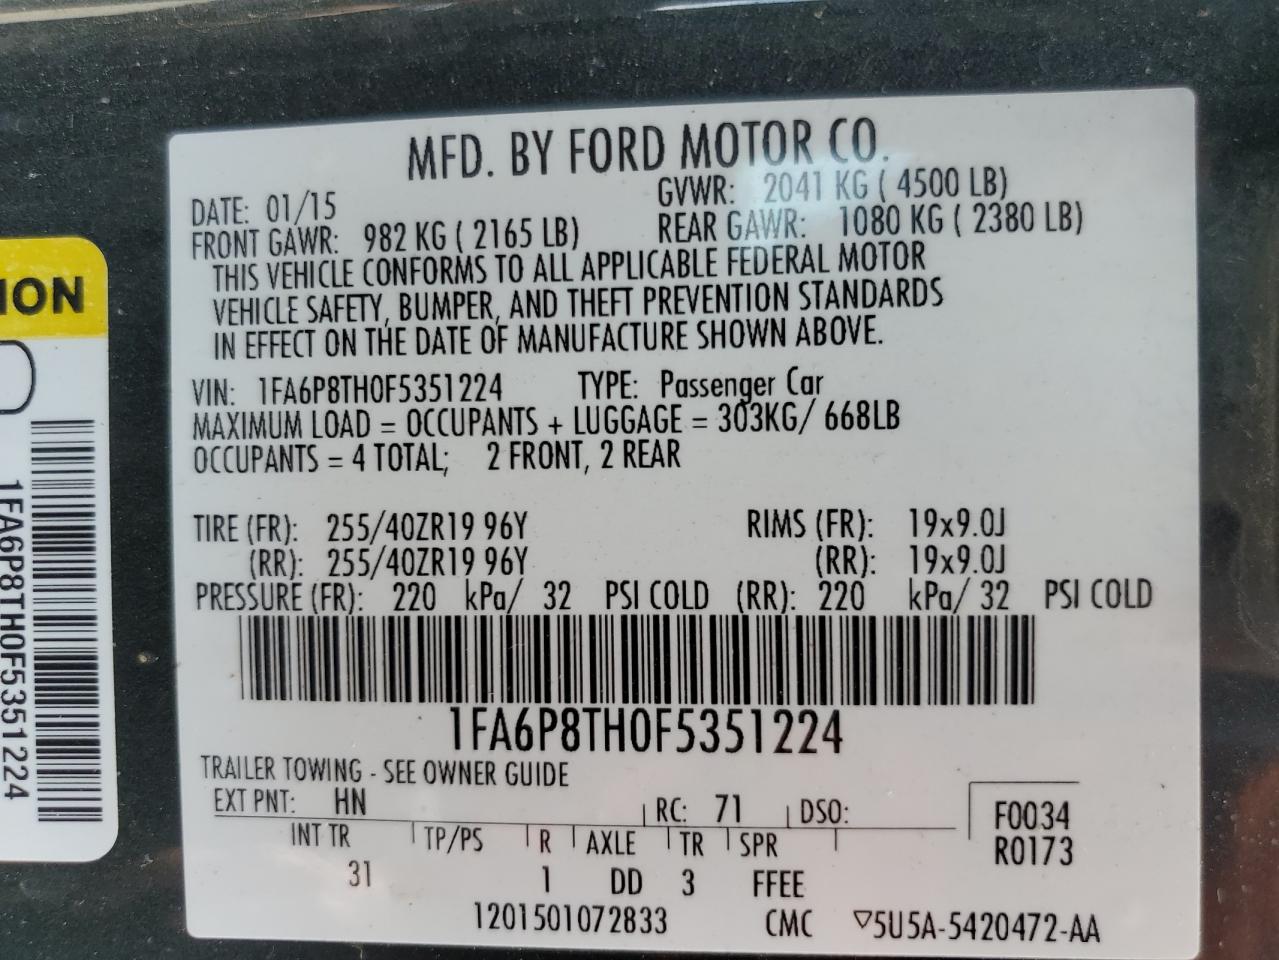 MFD. BY FORD MOTOR CO.
DATE: 01/15 GVWR: 2041 KG ( 4500 LB)
FRONT GAWR: 982 KG ( 2165 LB) REAR GAWR: 1080 KG ( 2380 LB)
THIS VEHICLE CONFORMS TO ALL APPLICABLE FEDERAL MOTOR
VEHICLE SAFETY, BUMPER, AND THEFT PREVENTION STANDARDS
IN EFFECT ON THE DATE OF MANUFACTURE SHOWN ABOVE.
VIN: 1FA6P8TH0F5351224 TYPE: Passenger Car
MAXIMUM LOAD = OCCUPANTS + LUGGAGE = 303KG/ 668LB
OCCUPANTS = 4 TOTAL; 2 FRONT, 2 REAR
TIRE (FR): 255/40ZR19 96Y RIMS (FR): 19x9.0J
(RR): 255/40ZR19 96Y (RR): 19x9.0J
PRESSURE (FR): 220 kPa/ 32 PSI COLD (RR): 220 kPa/ 32 PSI COLD
1FA6P8TH0F5351224
TRAILER TOWING - SEE OWNER GUIDE
EXT PNT: HN RC: 71 DSO: F0034
INT TR TP/PS R AXLE TR SPR R0173
31 1 DD 3 FFEE
1201501072833 CMC ▽5U5A-5420472-AA
ION
1FA6P8TH0F5351224